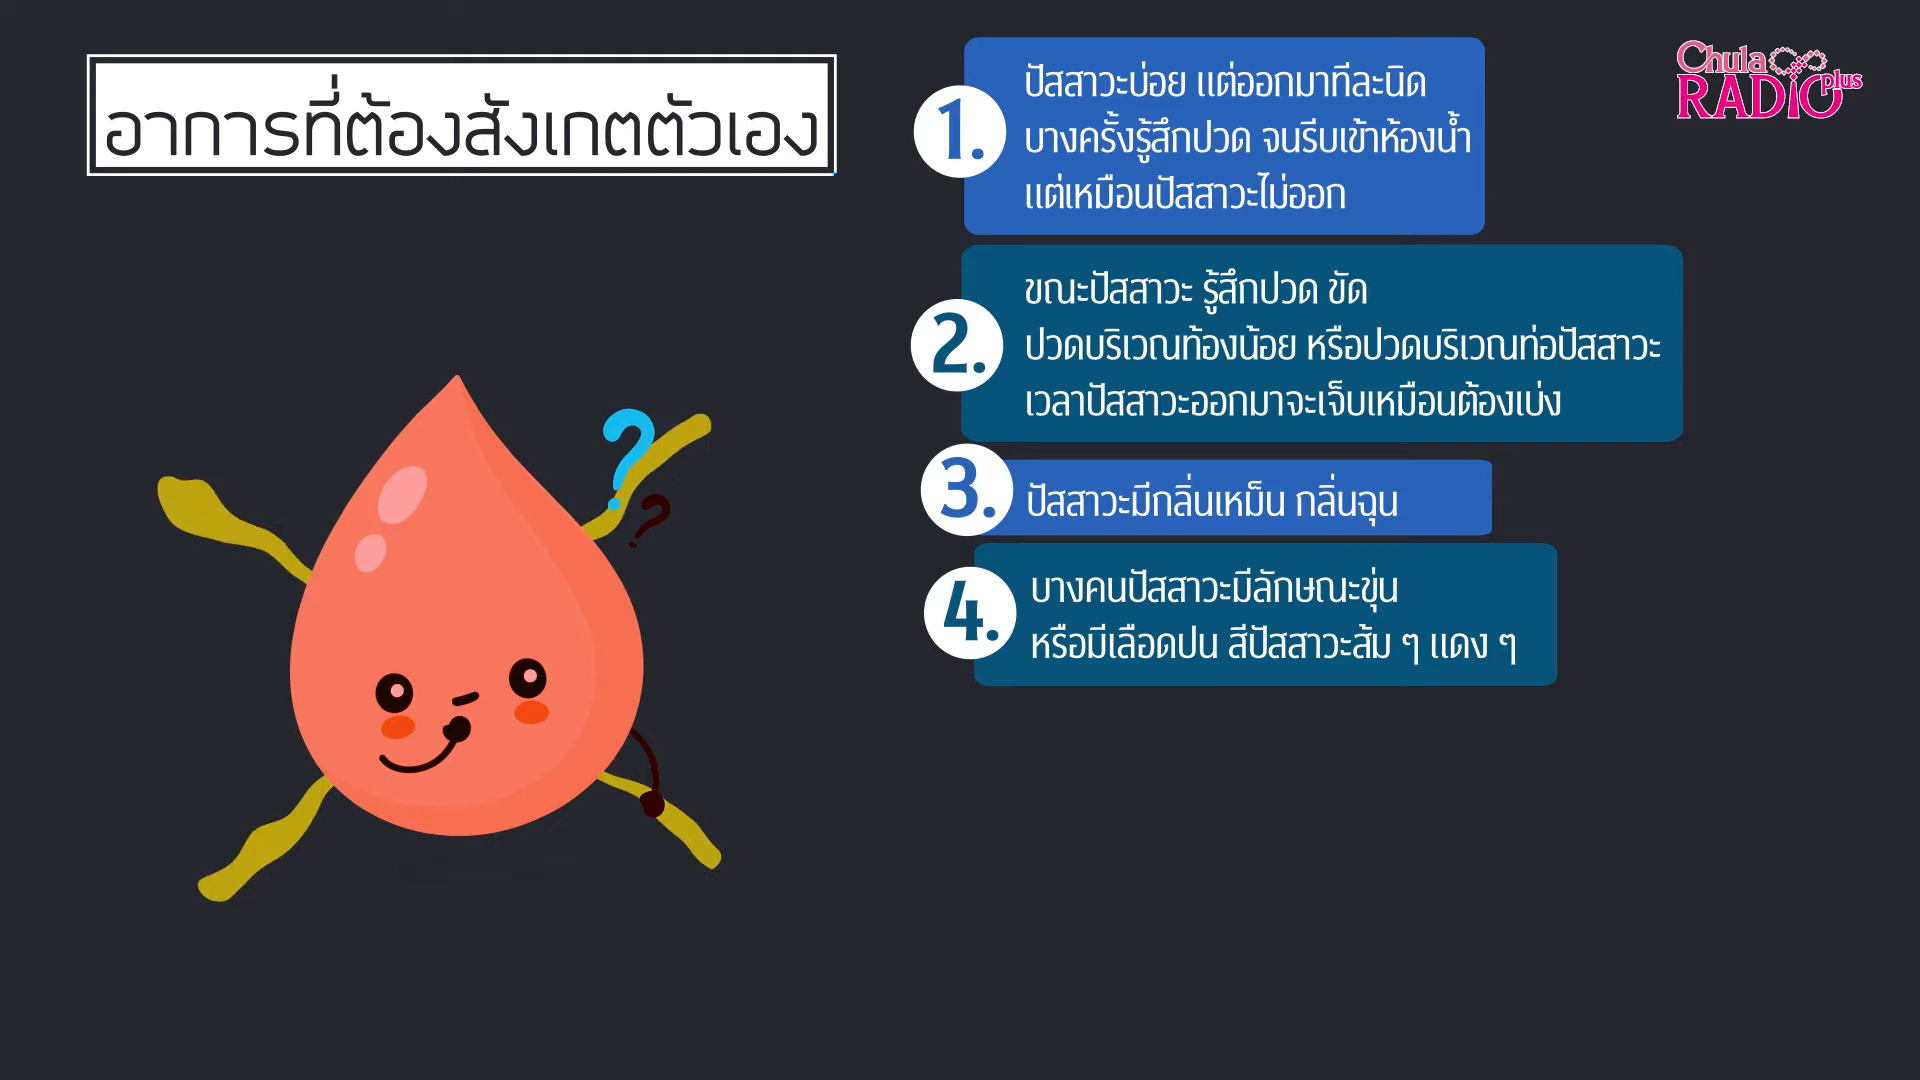 อาการที่ต้องสังเกตตัวเอง
Chula
RADIO plus
1.
ปัสสาวะบ่อย แต่ออกมาทีละนิด
บางครั้งรู้สึกปวด จนรีบเข้าห้องน้ำ
แต่เหมือนปัสสาวะไม่ออก
2.
ขณะปัสสาวะ รู้สึกปวด ขัด
ปวดบริเวณท้องน้อย หรือปวดบริเวณท่อปัสสาวะ
เวลาปัสสาวะออกมาจะเจ็บเหมือนต้องเบ่ง
3.
ปัสสาวะมีกลิ่นเหม็น กลิ่นฉุน
4.
บางคนปัสสาวะมีลักษณะขุ่น
หรือมีเลือดปน สีปัสสาวะส้ม ๆ แดง ๆ
?
?